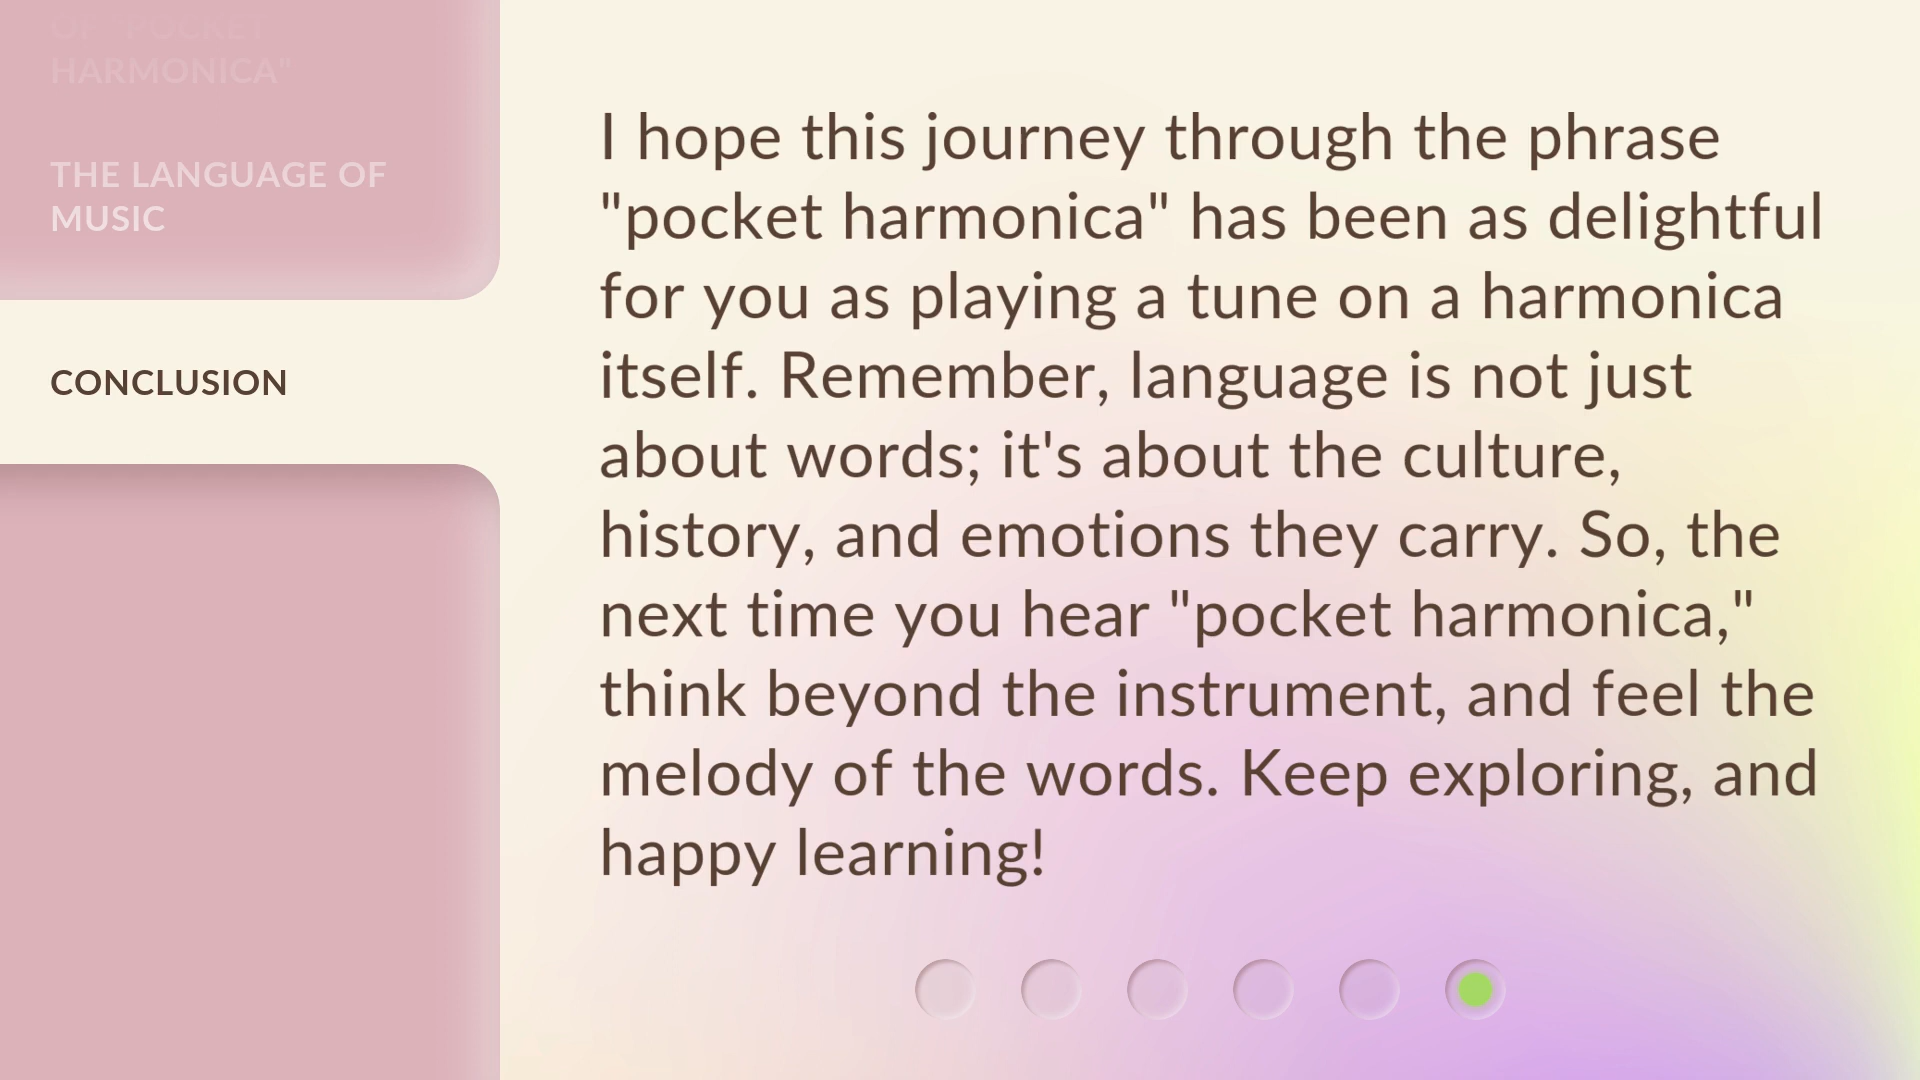 OF "POCKET
HARMONICA"
THE LANGUAGE OF
MUSIC
CONCLUSION
I hope this journey through the phrase
"pocket harmonica" has been as delightful
for you as playing a tune on a harmonica
itself. Remember, language is not just
about words; it's about the culture,
history, and emotions they carry. So, the
next time you hear "pocket harmonica,"
think beyond the instrument, and feel the
melody of the words. Keep exploring, and
happy learning!